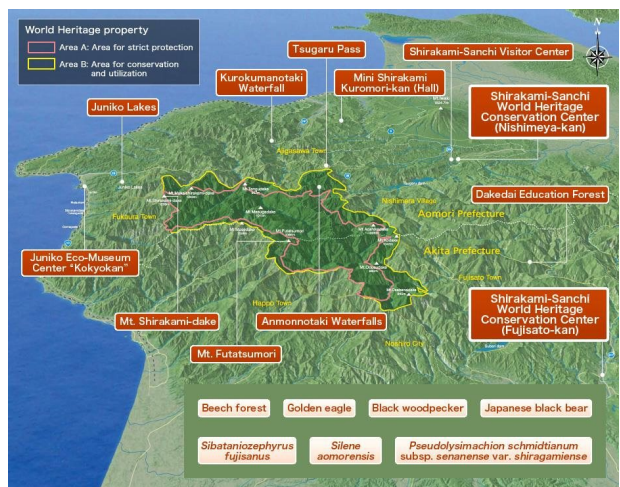 World Heritage property
Area A: Area for strict protection
Area B: Area for conservation
and utilization
N
Tsugaru Pass
Shirakami-Sanchi Visitor Center
Kurokumanotaki
Waterfall
Mini Shirakami
Kuromori-kan (Hall)
Juniko Lakes
Shirakami-Sanchi
World Heritage
Conservation Center
(Nishimeya-kan)
Ajigasawa Town
Dakedai Education Forest
Nishimeya Village
Aomori Prefecture
Fukaura Town
Akita Prefecture
Juniko Eco-Museum
Center “Kokyokan”
Fujisato Town
Happo Town
Shirakami-Sanchi
World Heritage
Conservation Center
(Fujisato-kan)
Mt. Shirakami-dake
Anmonnotaki Waterfalls
Mt. Futatsumori
Noshiro City
Beech forest
Golden eagle
Black woodpecker
Japanese black bear
Sibataniozephyrus
fujisanus
Silene
aomorensis
Pseudolysimachion schmidtianum
subsp. senanense var. shiragamiense